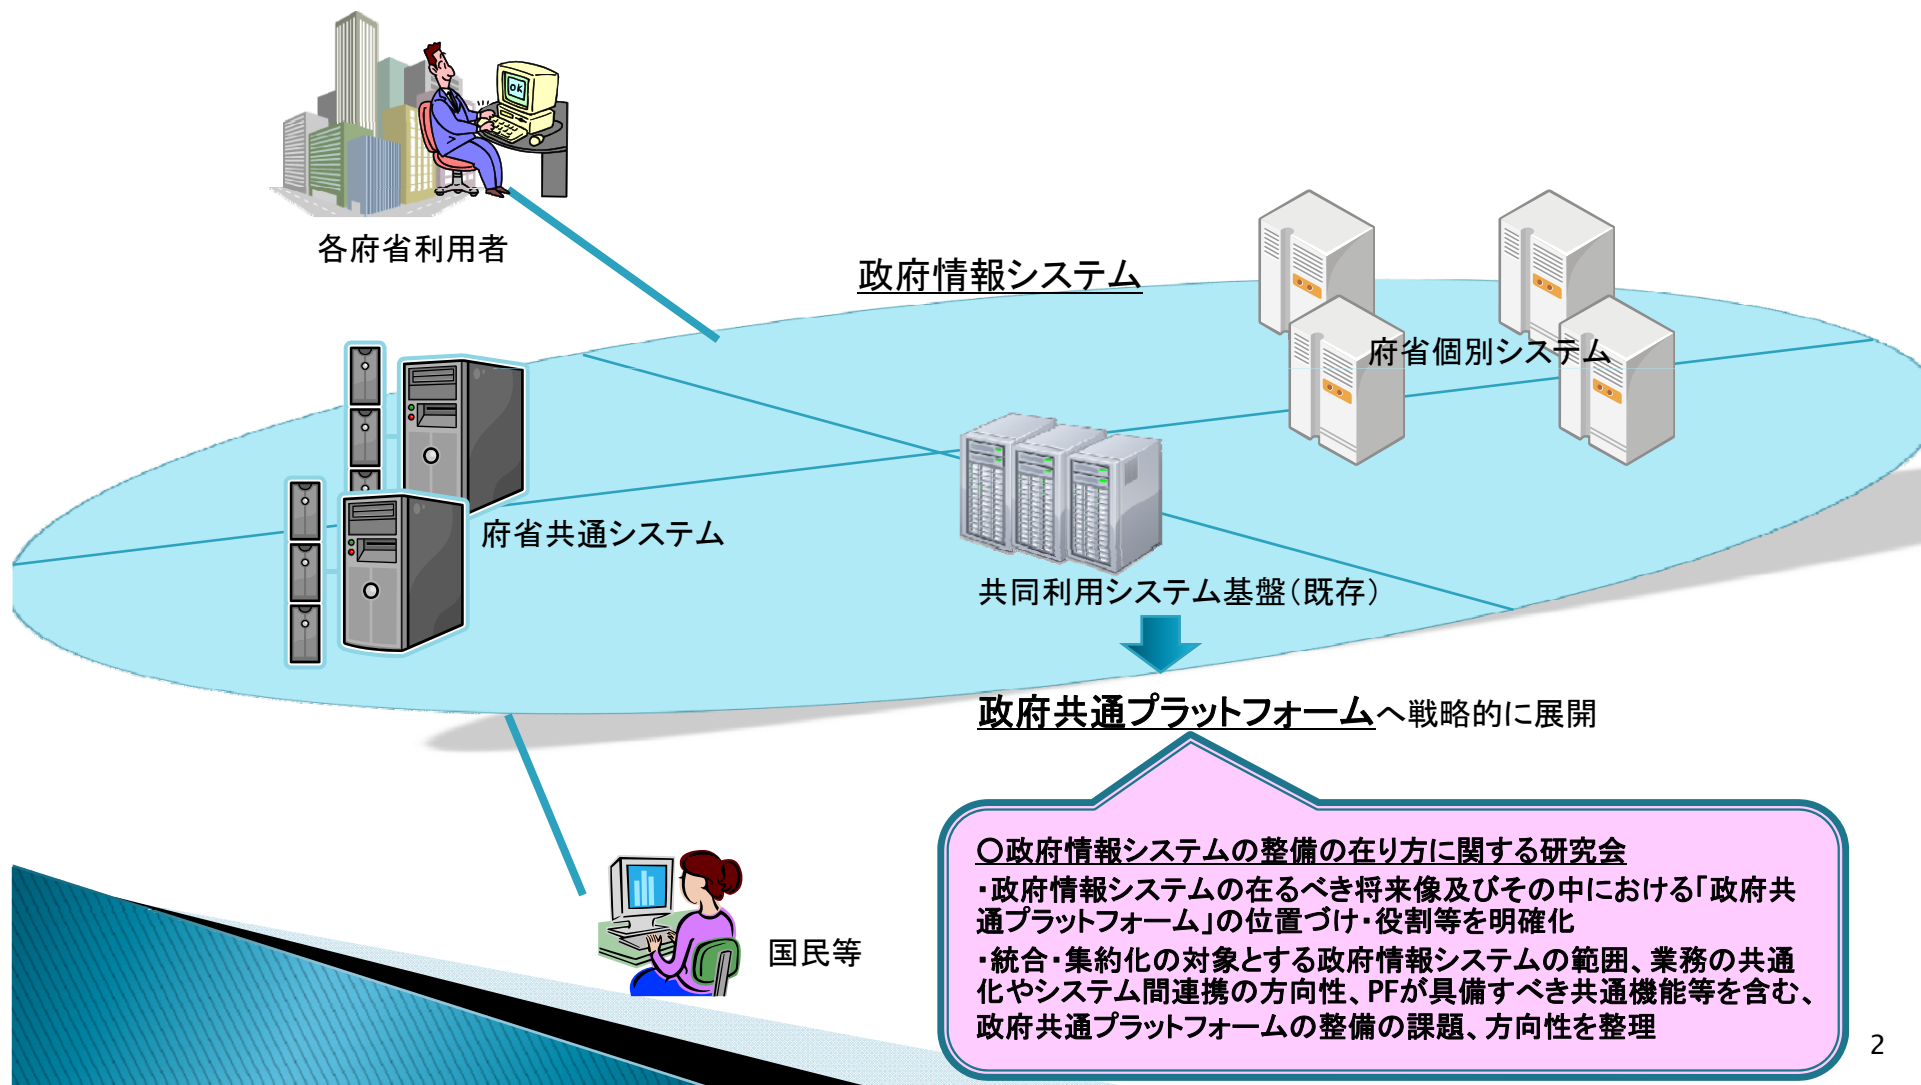 OK
各府省利用者
政府情報システム
府省個別システム
府省共通システム
共同利用システム基盤（既存）
政府共通プラットフォームへ戦略的に展開
○政府情報システムの整備の在り方に関する研究会
・政府情報システムの在るべき将来像及びその中における「政府共
通プラットフォーム」の位置づけ・役割等を明確化
・統合・集約化の対象とする政府情報システムの範囲、業務の共通
化やシステム間連携の方向性、PFが具備すべき共通機能等を含む、
政府共通プラットフォームの整備の課題、方向性を整理
国民等
2